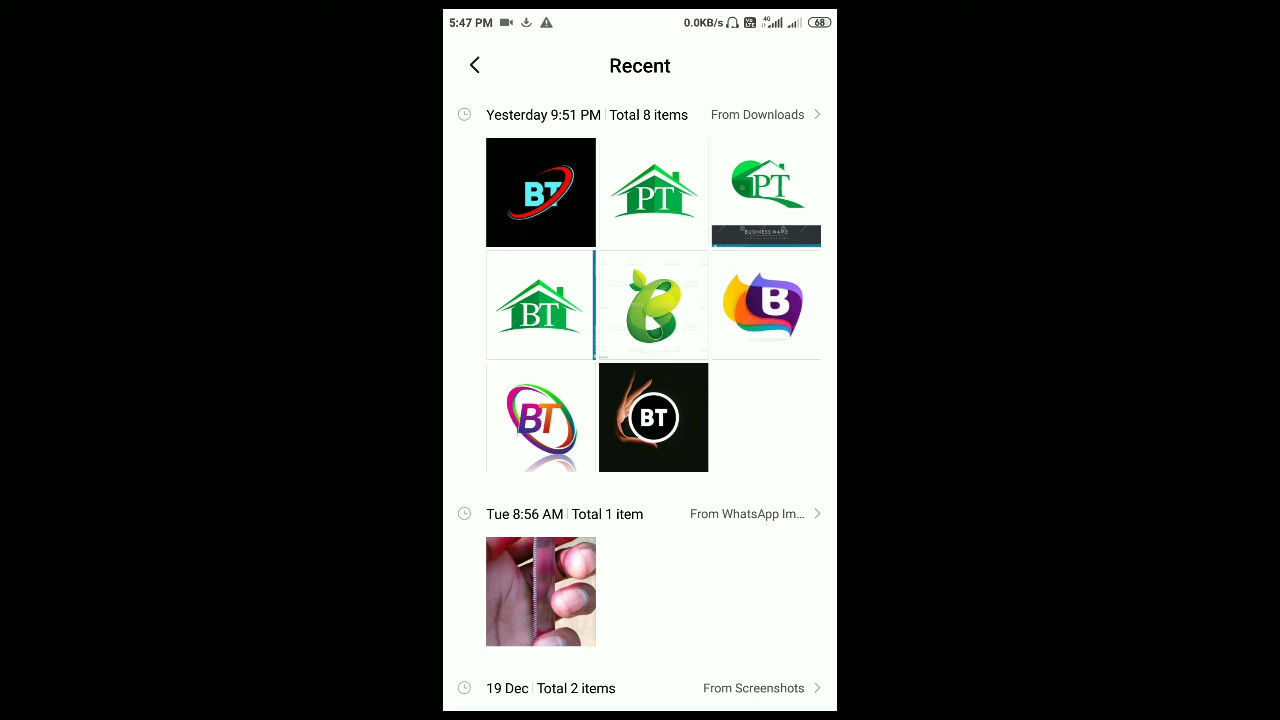 5:47 PM 0.0KB/s 4G 68
Recent
Yesterday 9:51 PM Total 8 items From Downloads
BT
PT
PT
BUSINESS NAME
BT
B
BT
BT
Tue 8:56 AM Total 1 item From WhatsApp Im...
19 Dec Total 2 items From Screenshots